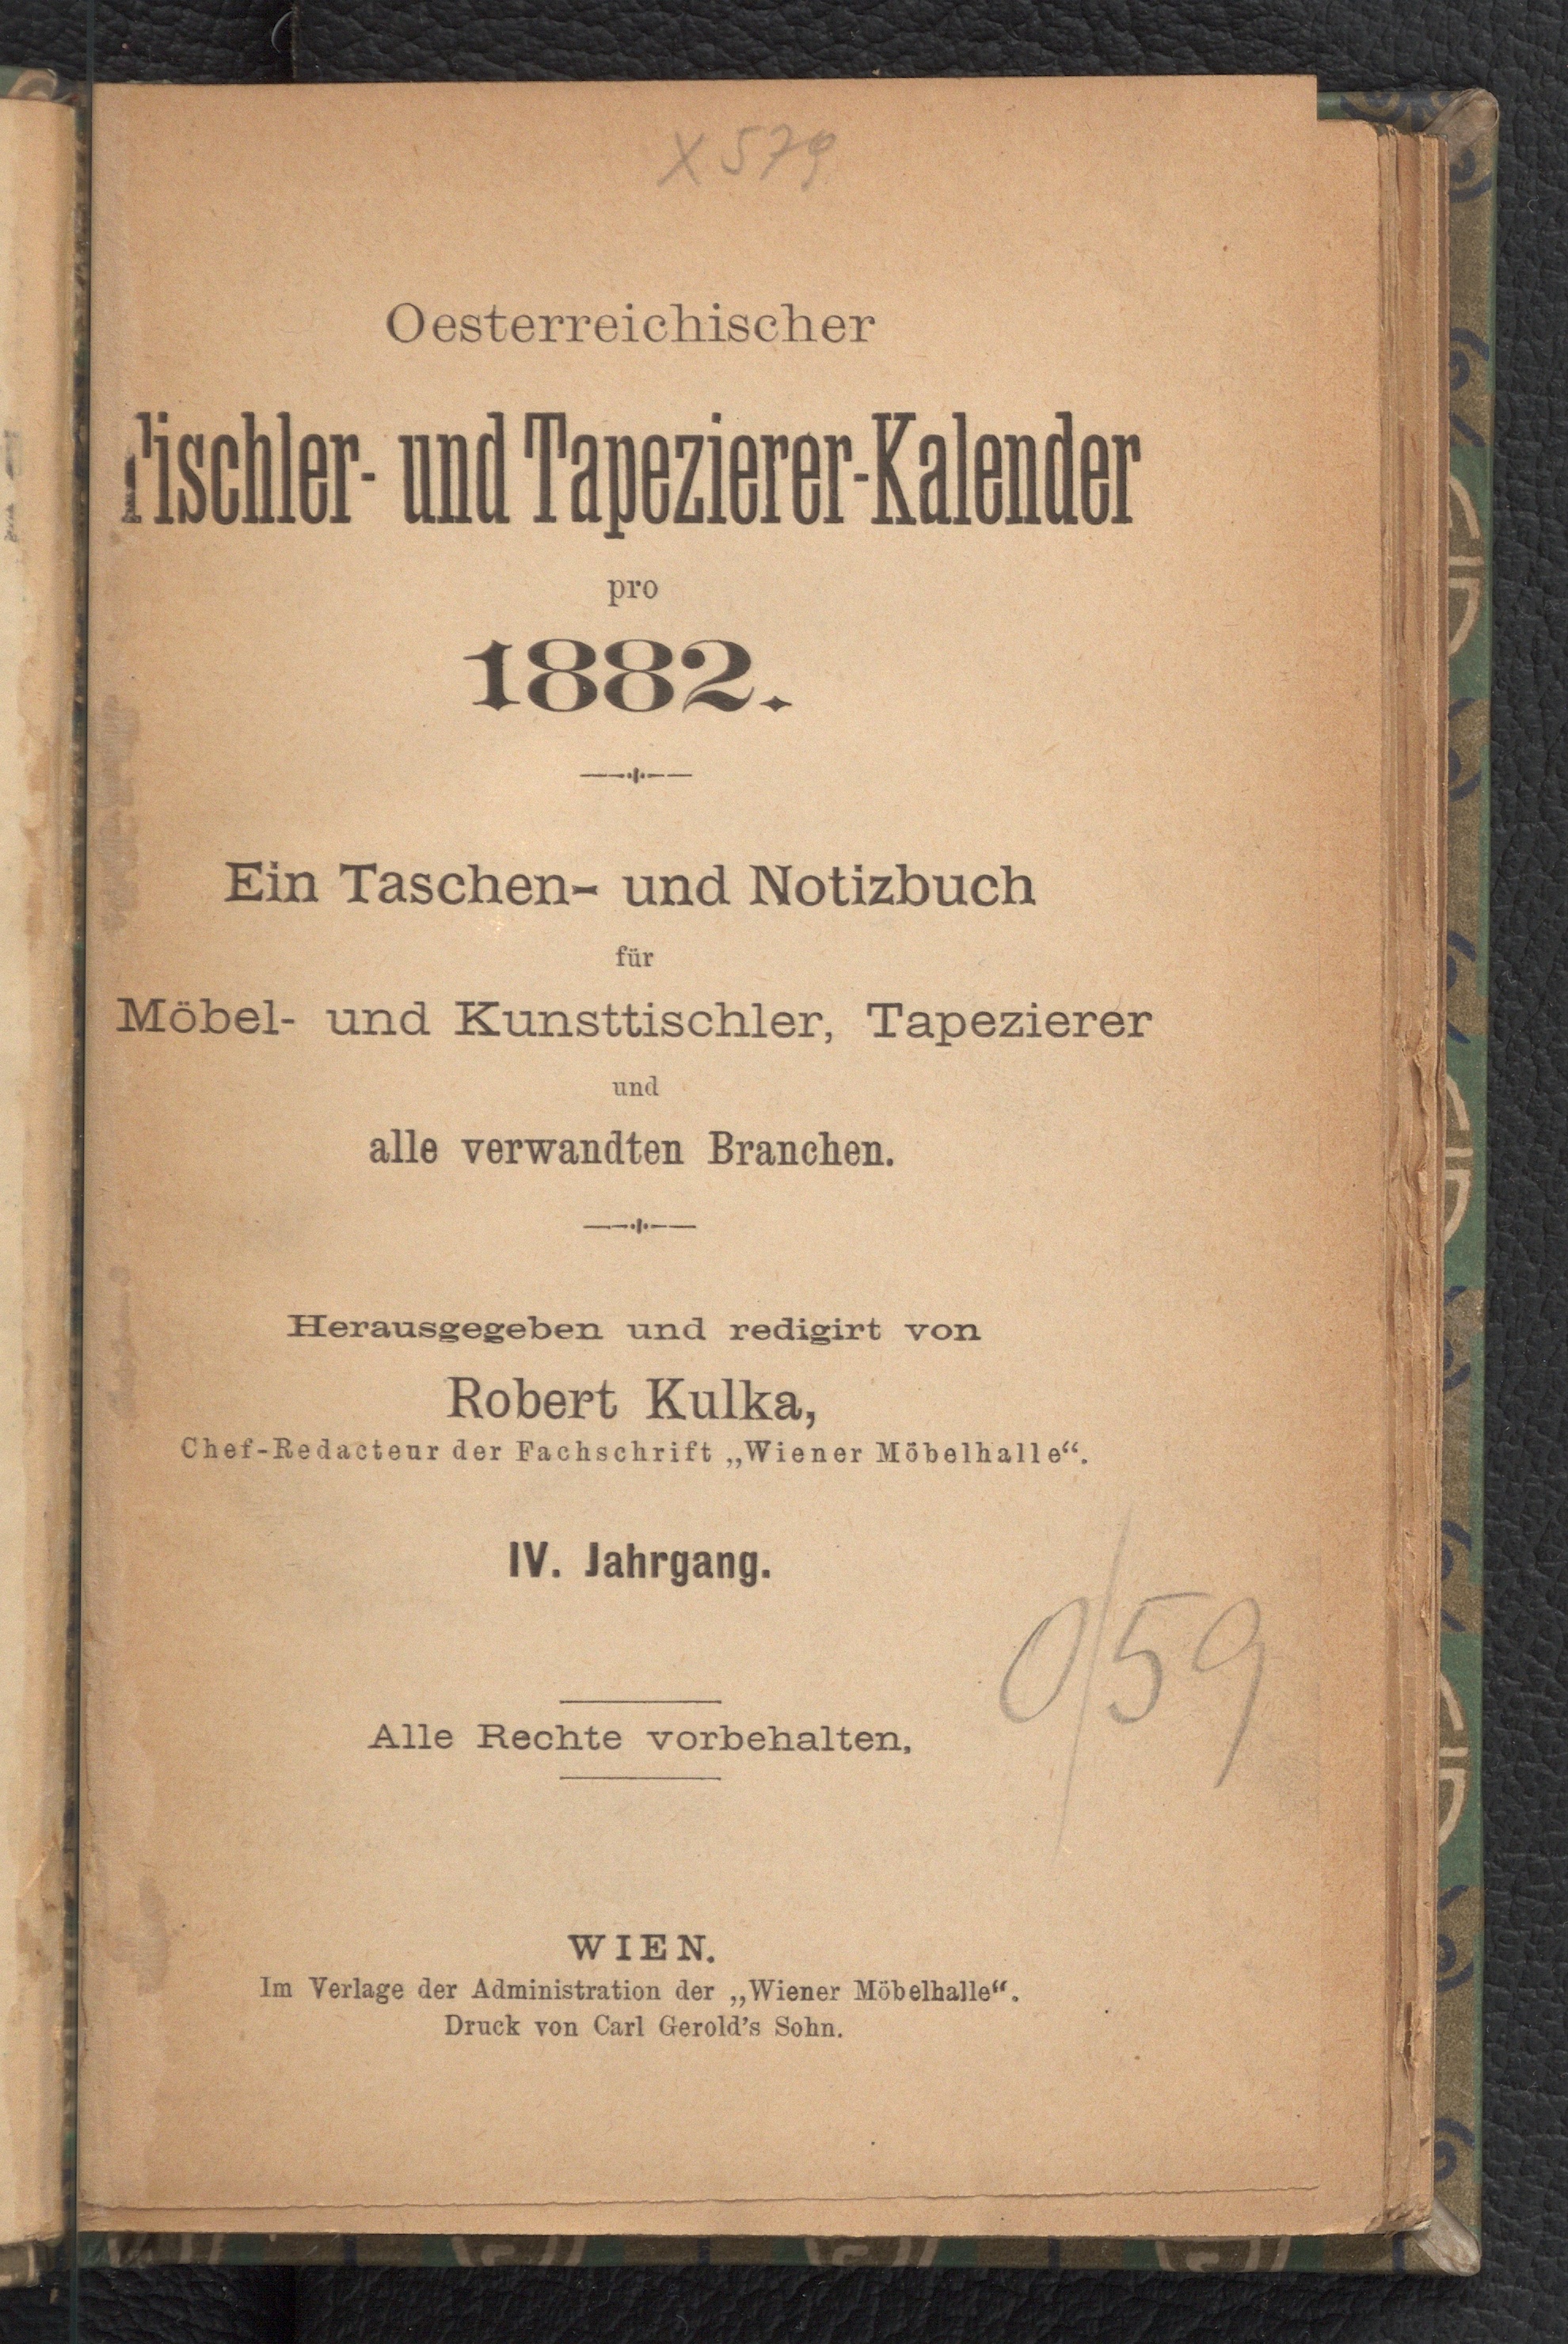 X 579
Oesterreichischer
Tischler- und Tapezierer-Kalender
pro
1882.
Ein Taschen- und Notizbuch
für
Möbel- und Kunsttischler, Tapezierer
und
alle verwandten Branchen.
Herausgegeben und redigirt von
Robert Kulka,
Chef-Redacteur der Fachschrift „Wiener Möbelhalle“.
IV. Jahrgang.
0/59
Alle Rechte vorbehalten,
WIEN.
Im Verlage der Administration der „Wiener Möbelhalle“.
Druck von Carl Gerold's Sohn.